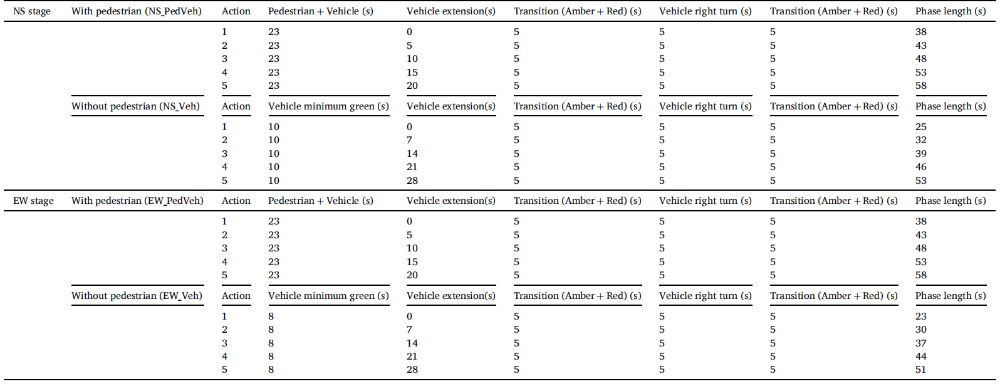 NS stage With pedestrian (NS_PedVeh) Action Pedestrian + Vehicle (s) Vehicle extension(s) Transition (Amber + Red) (s) Vehicle right turn (s) Transition (Amber + Red) (s) Phase length (s)
1 23 0 5 5 5 38
2 23 5 5 5 5 43
3 23 10 5 5 5 48
4 23 15 5 5 5 53
5 23 20 5 5 5 58
Without pedestrian (NS_Veh) Action Vehicle minimum green (s) Vehicle extension(s) Transition (Amber + Red) (s) Vehicle right turn (s) Transition (Amber + Red) (s) Phase length (s)
1 10 0 5 5 5 25
2 10 7 5 5 5 32
3 10 14 5 5 5 39
4 10 21 5 5 5 46
5 10 28 5 5 5 53
EW stage With pedestrian (EW_PedVeh) Action Pedestrian + Vehicle (s) Vehicle extension(s) Transition (Amber + Red) (s) Vehicle right turn (s) Transition (Amber + Red) (s) Phase length (s)
1 23 0 5 5 5 38
2 23 5 5 5 5 43
3 23 10 5 5 5 48
4 23 15 5 5 5 53
5 23 20 5 5 5 58
Without pedestrian (EW_Veh) Action Vehicle minimum green (s) Vehicle extension(s) Transition (Amber + Red) (s) Vehicle right turn (s) Transition (Amber + Red) (s) Phase length (s)
1 8 0 5 5 5 23
2 8 7 5 5 5 30
3 8 14 5 5 5 37
4 8 21 5 5 5 44
5 8 28 5 5 5 51